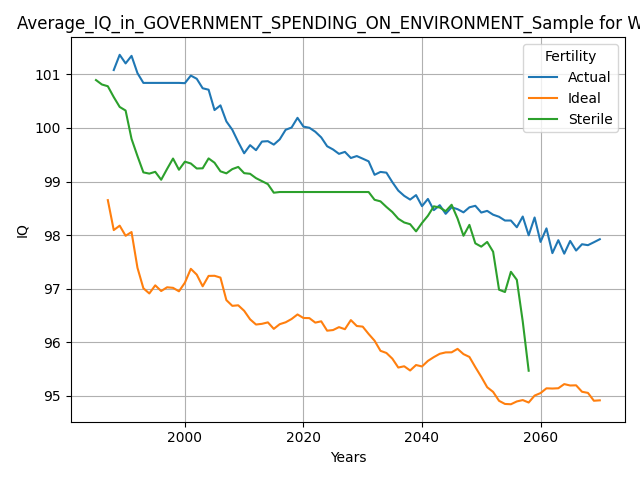 Average_IQ_in_GOVERNMENT_SPENDING_ON_ENVIRONMENT_Sample for W
Fertility
Actual
Ideal
Sterile
101
100
99
98
97
96
95
IQ
2000
2020
2040
2060
Years